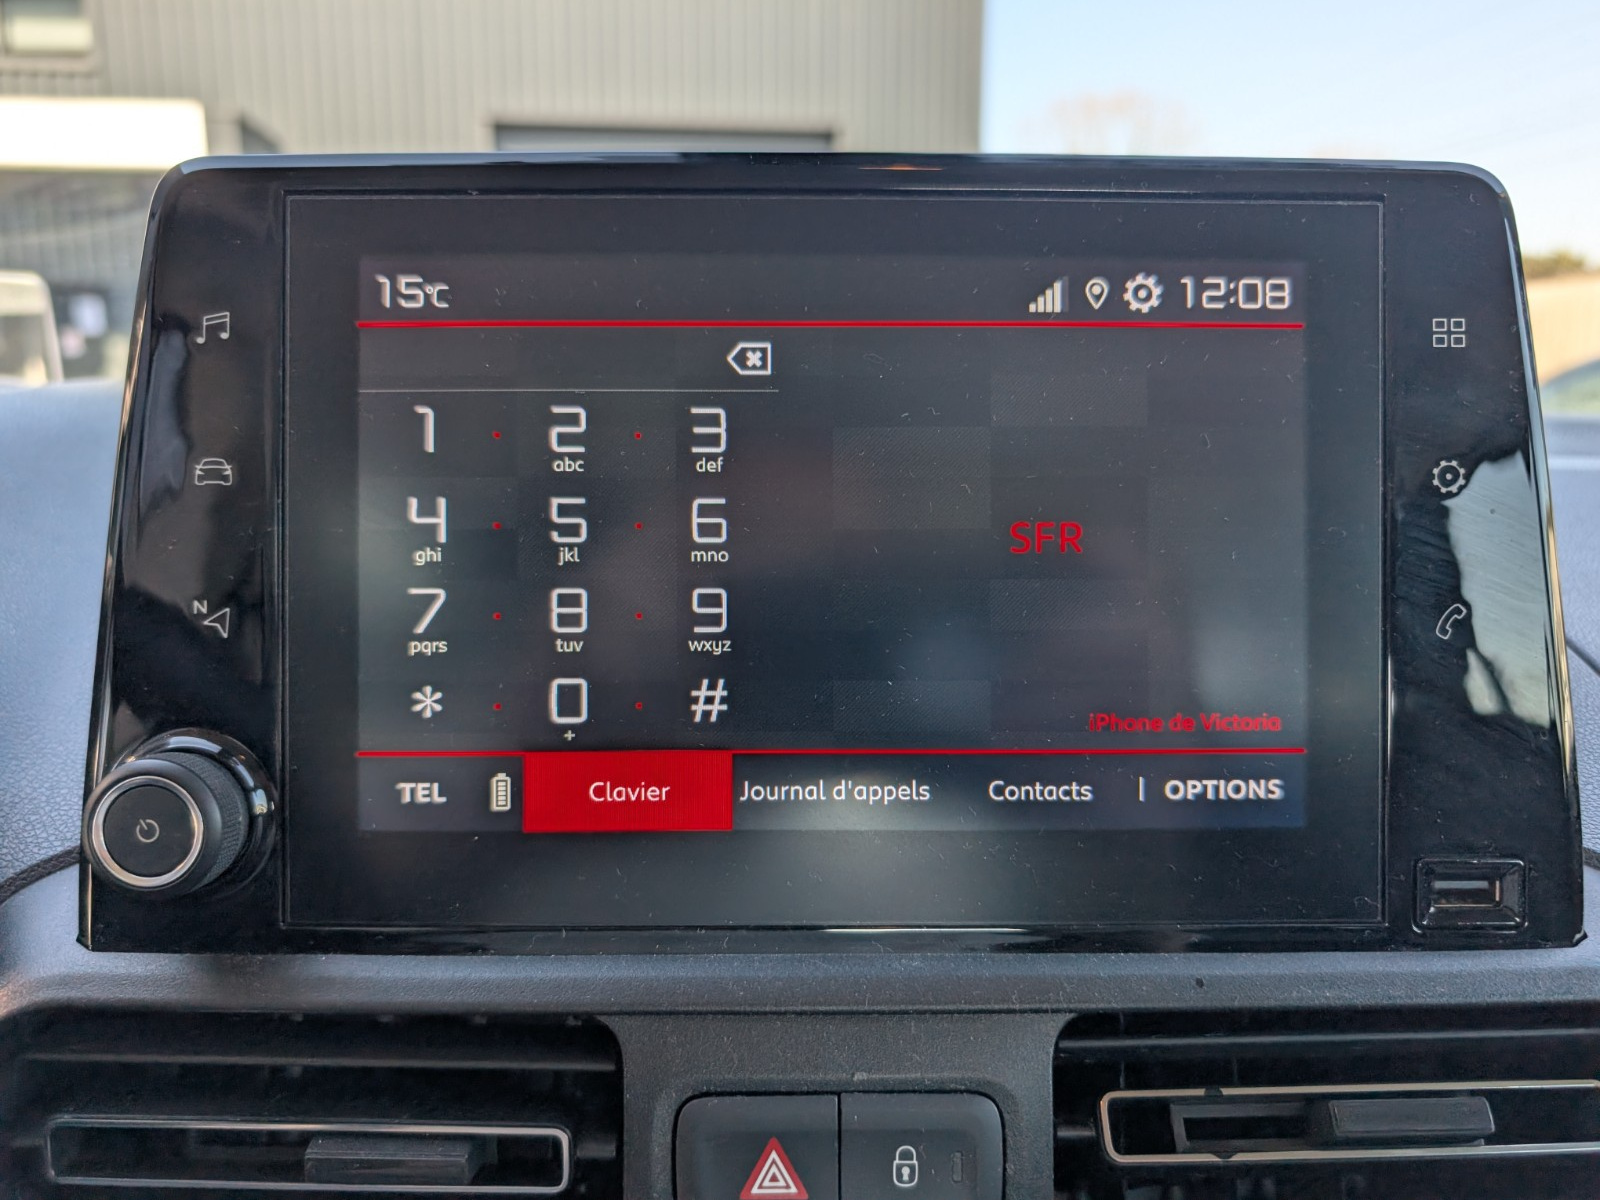 15°C 12:08
1 2 3
abc def
4 5 6
ghi jkl mno
7 8 9
pqrs tuv wxyz
* 0 #
+
SFR
iPhone de Victoria
TEL Clavier Journal d'appels Contacts | OPTIONS
N